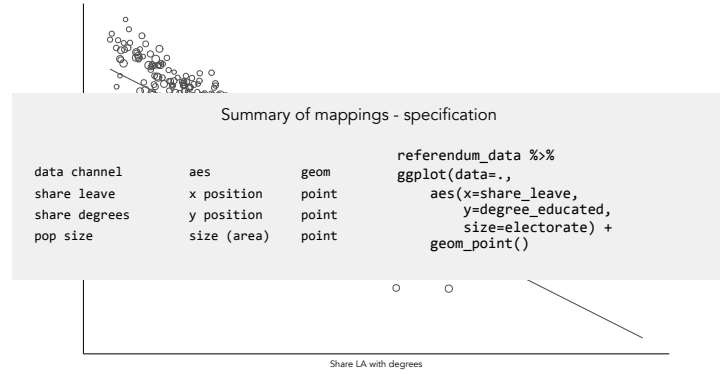 Summary of mappings - specification
data channel aes geom
share leave x position point
share degrees y position point
pop size size (area) point
referendum_data %>%
ggplot(data=.,
aes(x=share_leave,
y=degree_educated,
size=electorate) +
geom_point()
Share LA with degrees